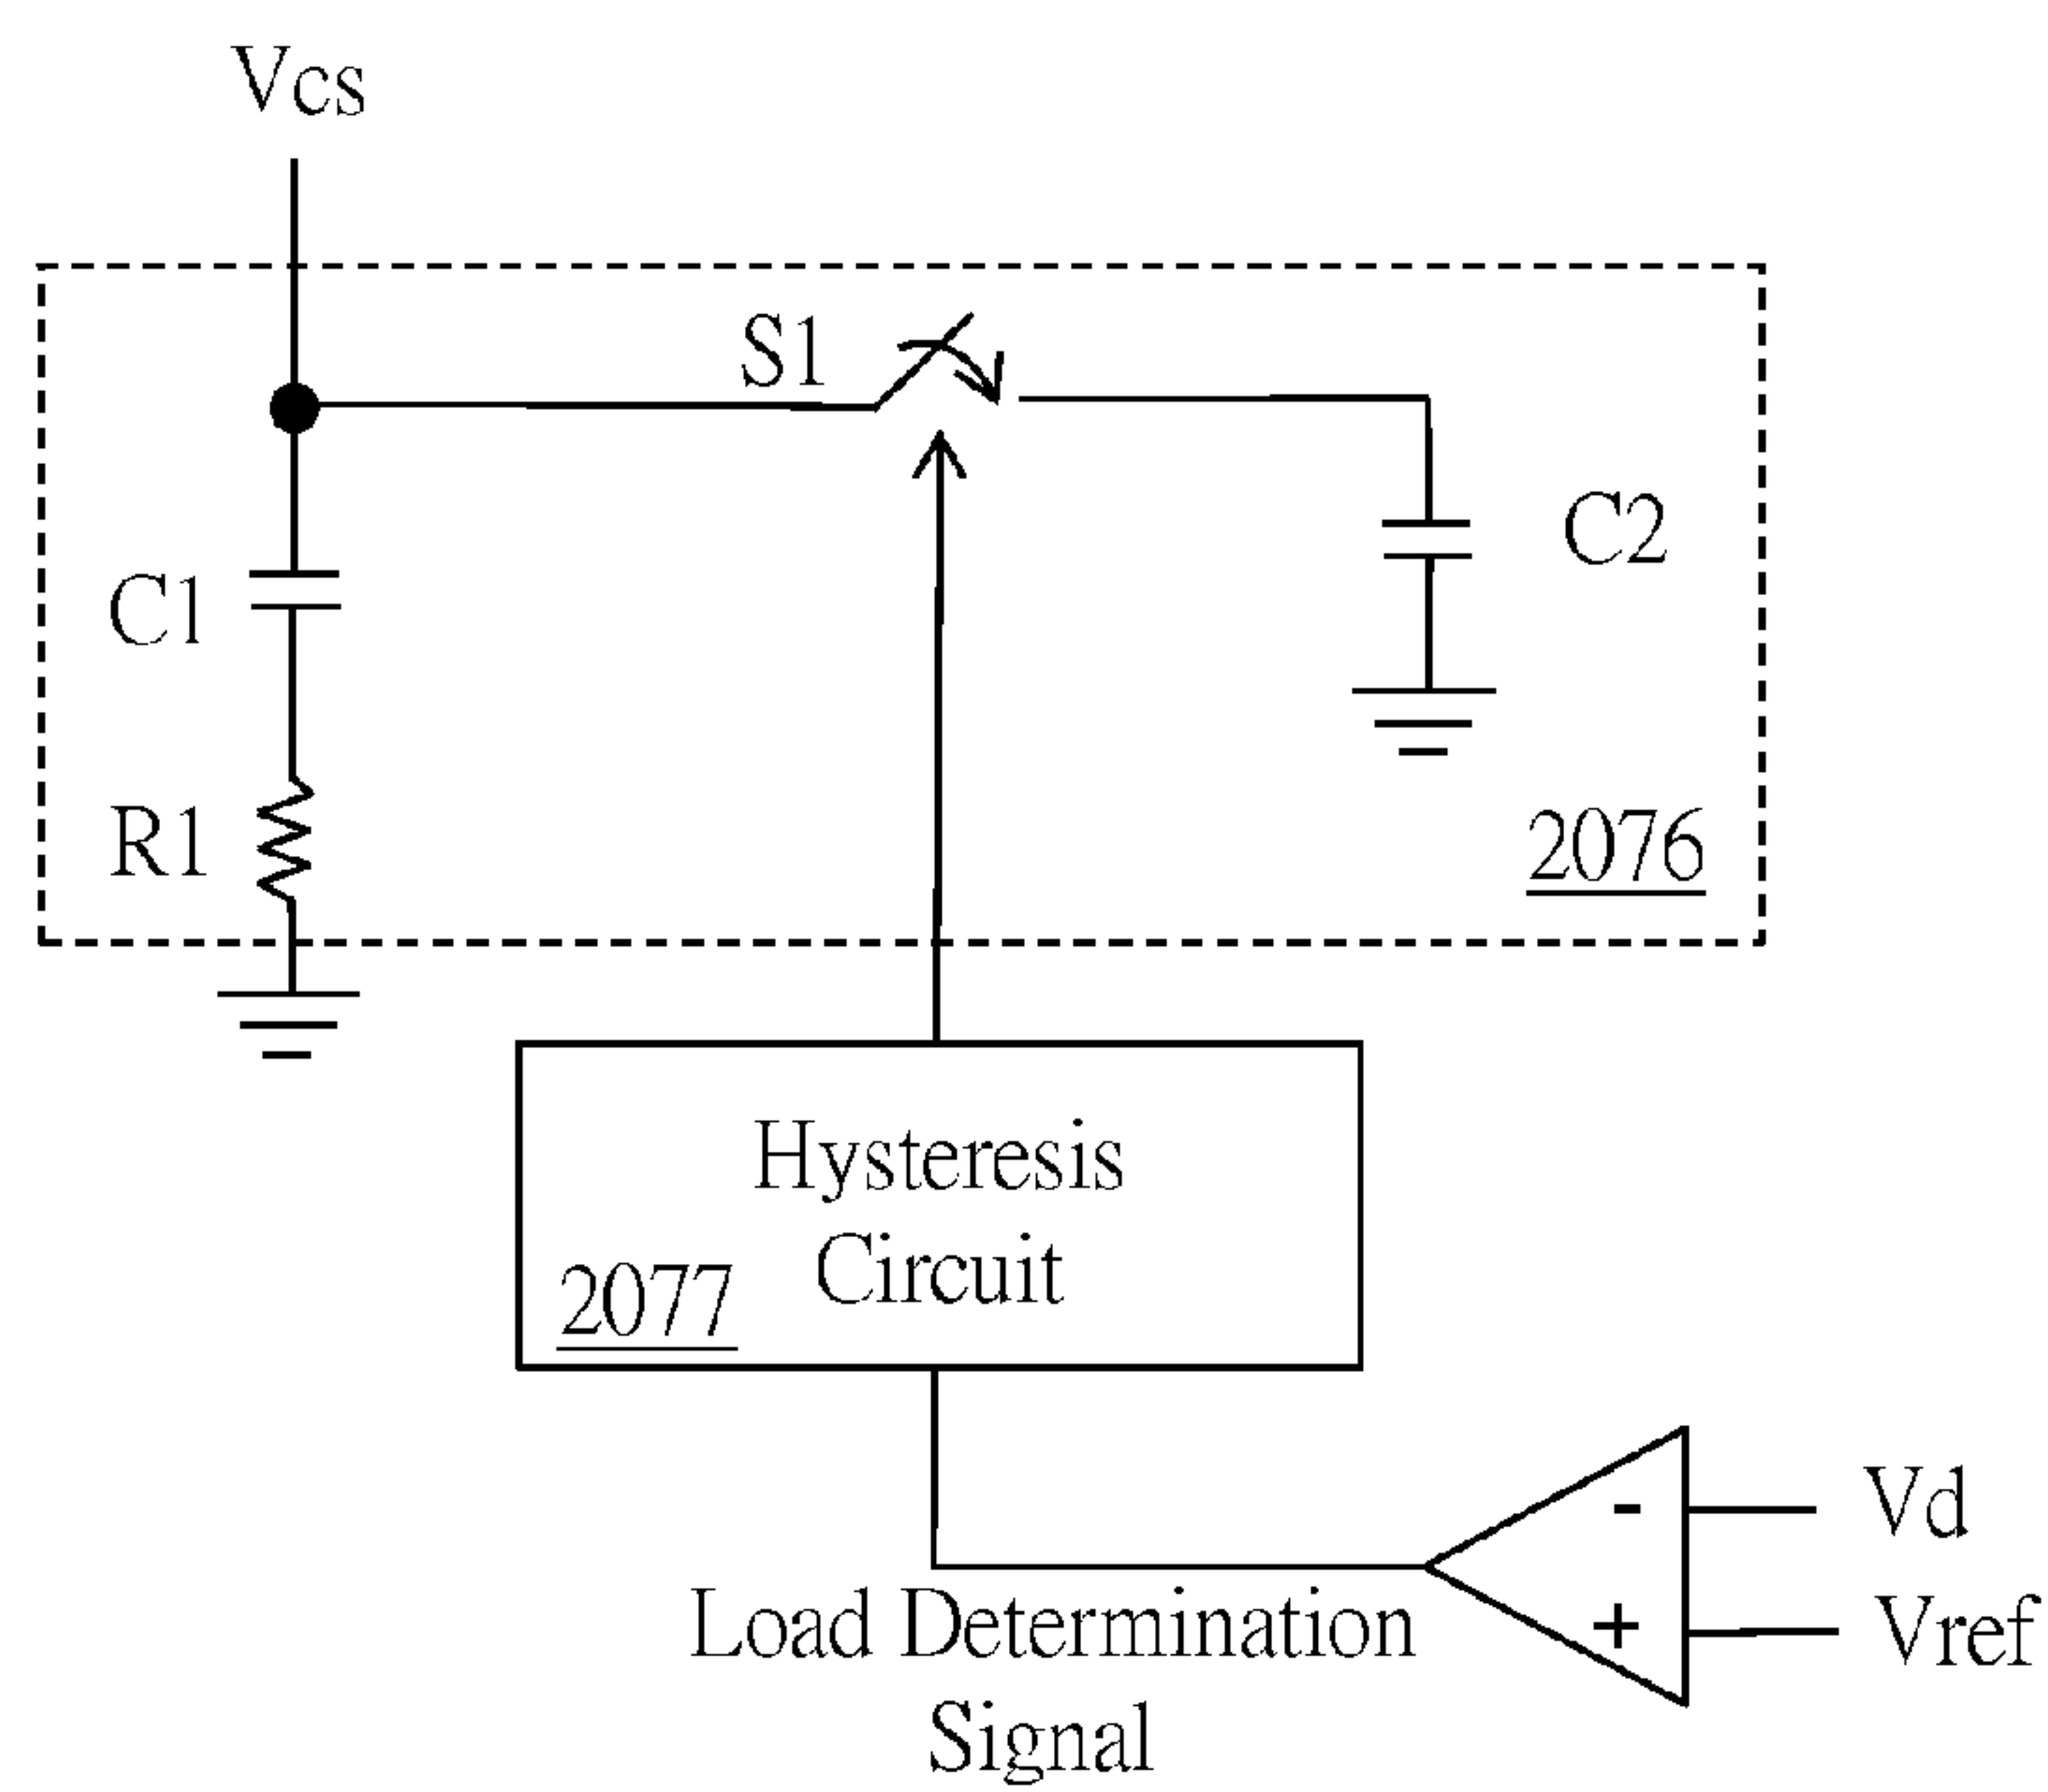 Vcs
S1
C1
C2
R1
2076
Hysteresis
Circuit
2077
-
Vd
+
Vref
Load Determination
Signal